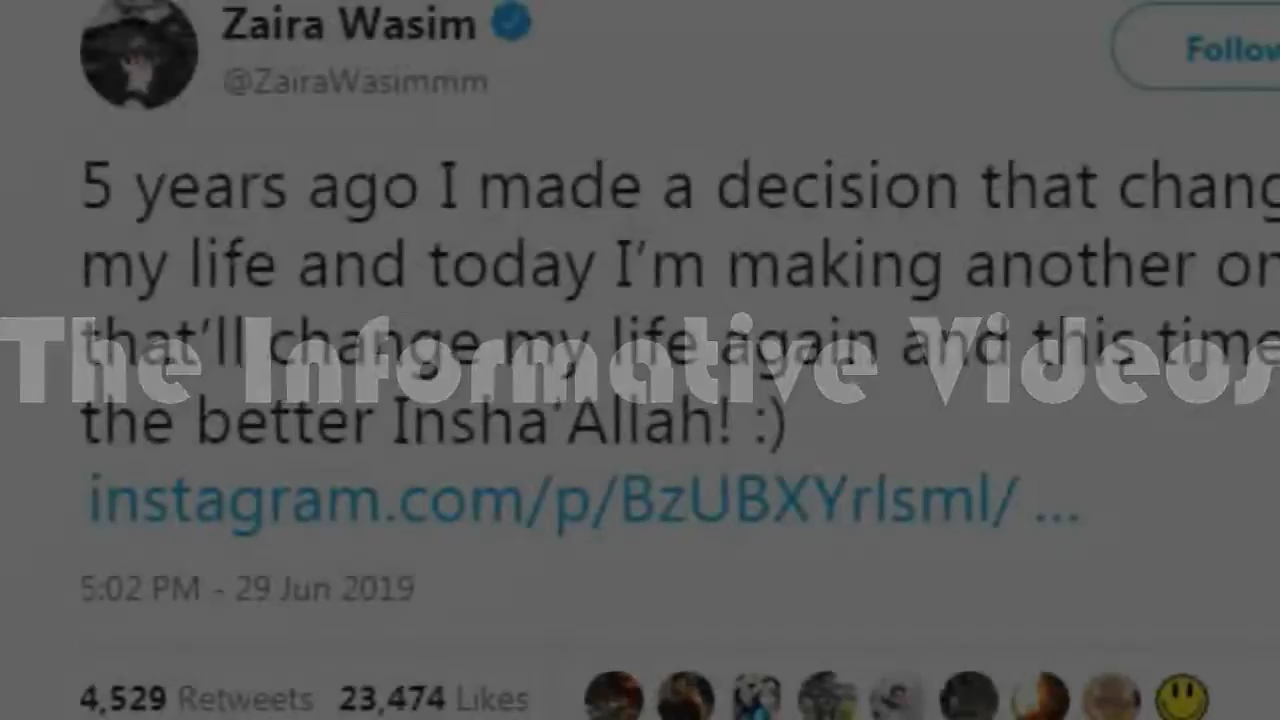 Zaira Wasim
@ZairaWasimmm
Follow
5 years ago I made a decision that chang
my life and today I'm making another on
that'll change my life again and this time
The Informative Videos
the better Insha'Allah! :)
instagram.com/p/BzUBXYrlsml/ ...
5:02 PM - 29 Jun 2019
4,529 Retweets 23,474 Likes